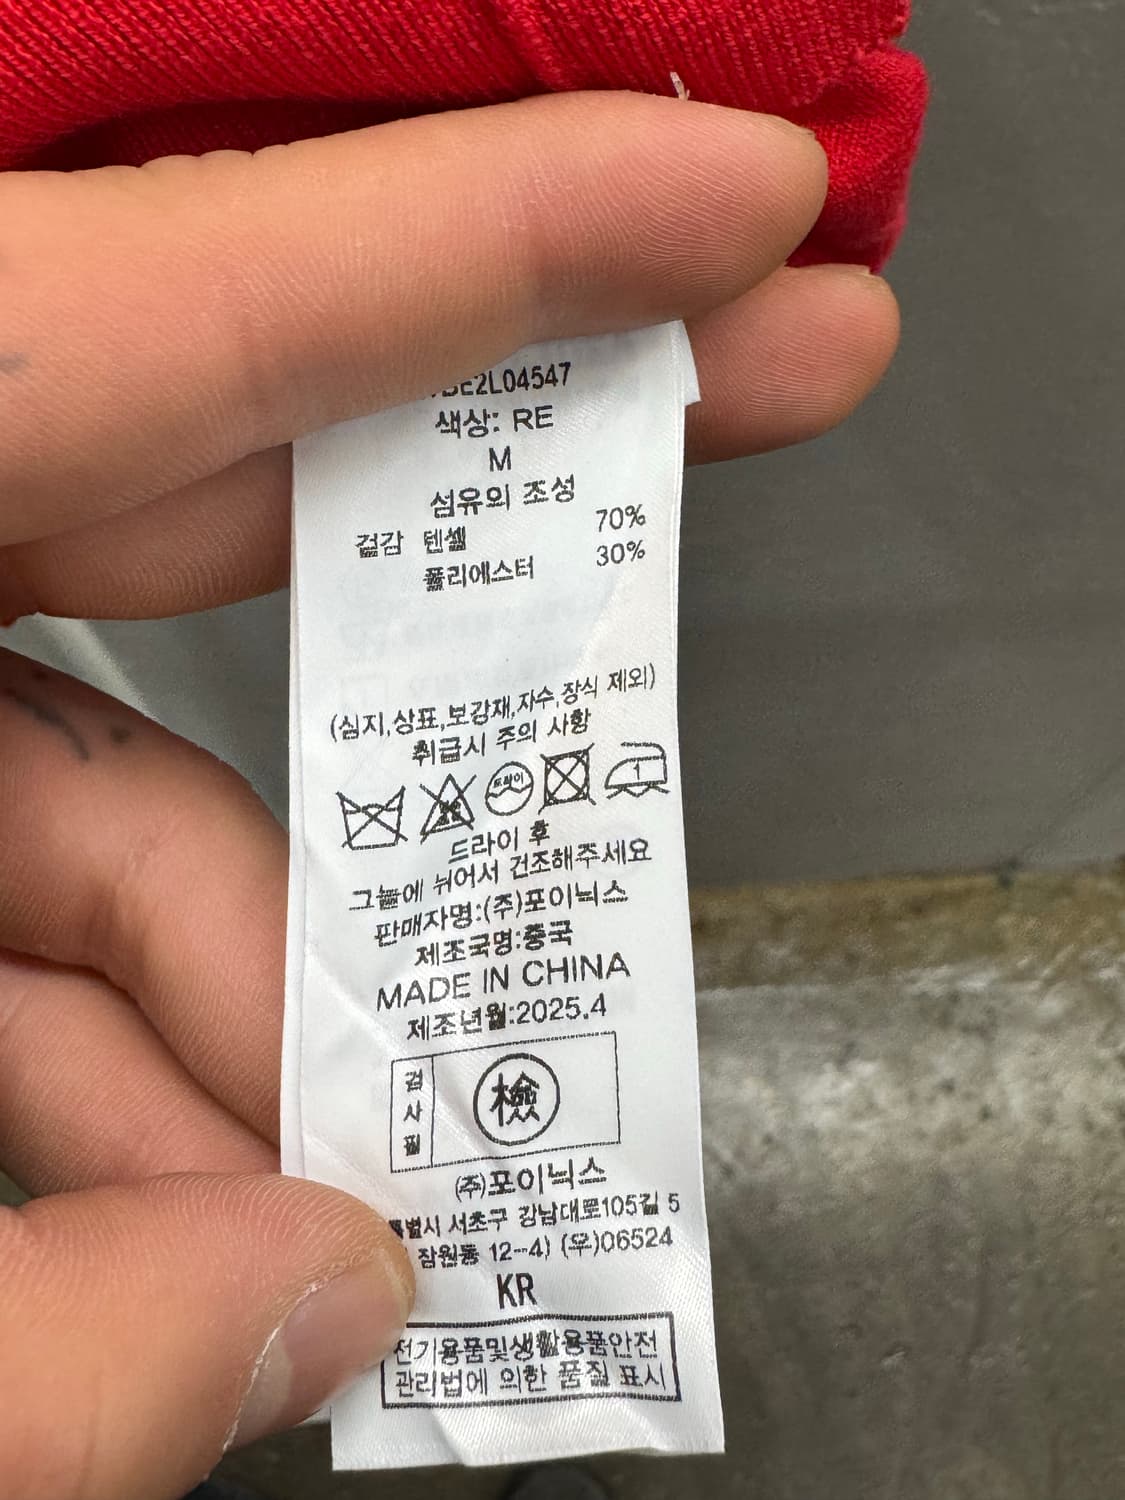 BE2L04547
색상: RE
M
섬유의 조성
겉감 텐셀 70%
폴리에스터 30%
(심지,상표,보강재,자수,장식 제외)
취급시 주의 사항
드라이
1
드라이 후
그늘에 뉘어서 건조해주세요
판매자명:(주)포이닉스
제조국명:중국
MADE IN CHINA
제조년월:2025.4
검사필
檢
(주)포이닉스
특별시 서초구 강남대로105길 5
잠원동 12-4) (우)06524
KR
전기용품및생활용품안전
관리법에 의한 품질 표시